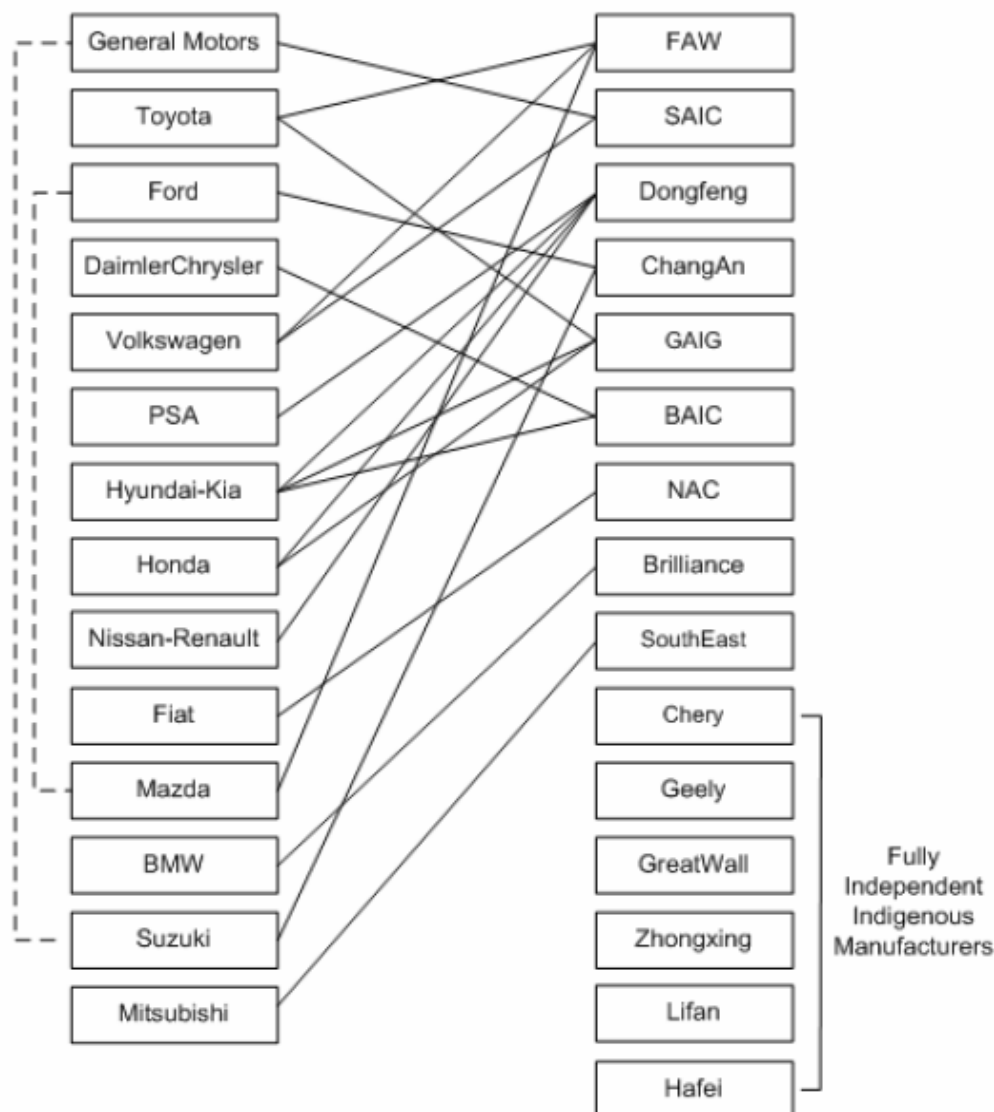 General Motors
Toyota
Ford
DaimlerChrysler
Volkswagen
PSA
Hyundai-Kia
Honda
Nissan-Renault
Fiat
Mazda
BMW
Suzuki
Mitsubishi
FAW
SAIC
Dongfeng
ChangAn
GAIG
BAIC
NAC
Brilliance
SouthEast
Chery
Geely
GreatWall
Zhongxing
Lifan
Hafei
Fully
Independent
Indigenous
Manufacturers